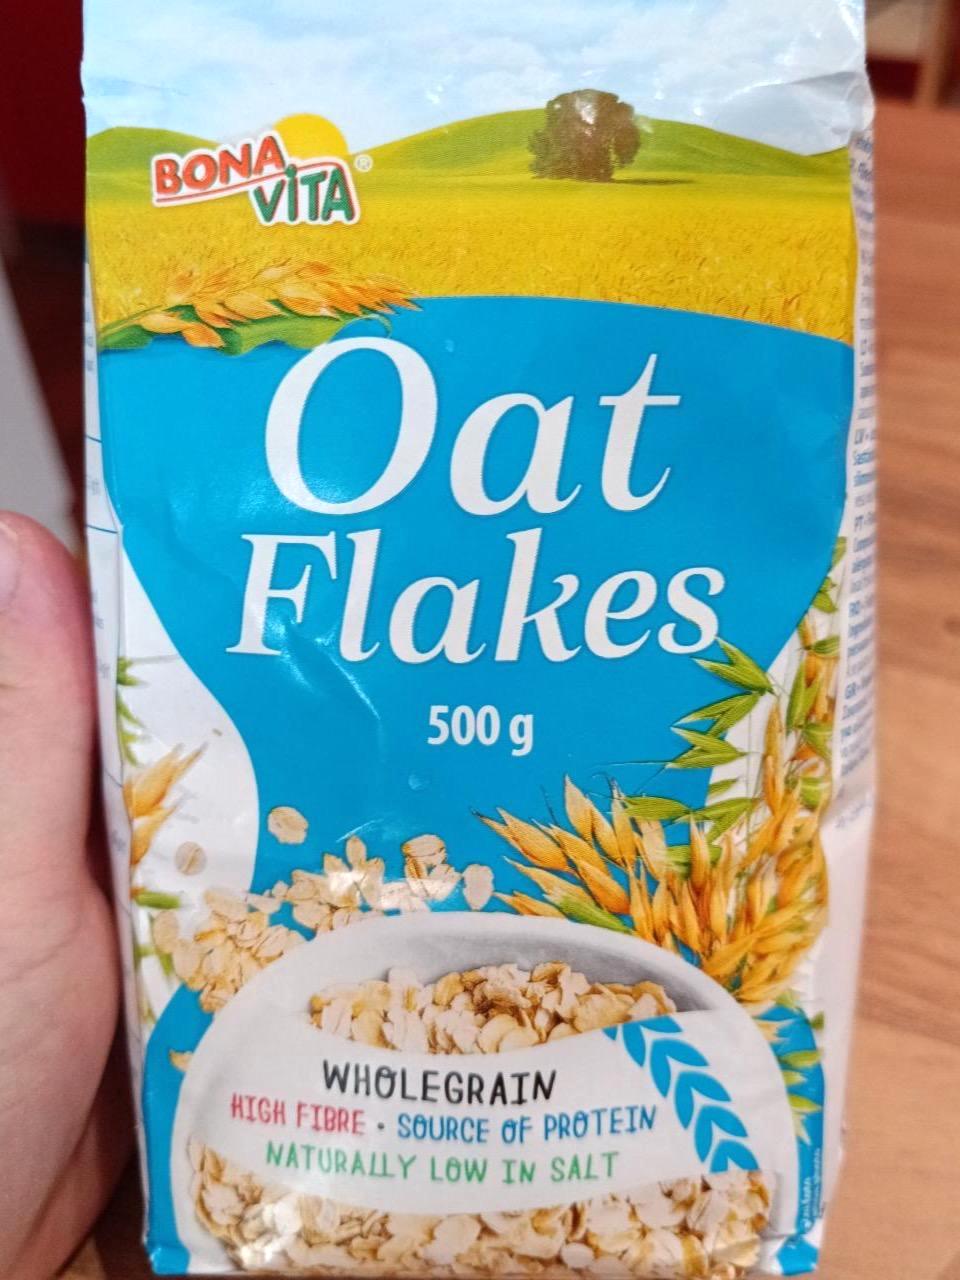 BONA
VITA®
Oat
Flakes
500 g
WHOLEGRAIN
HIGH FIBRE • SOURCE OF PROTEIN
NATURALLY LOW IN SALT